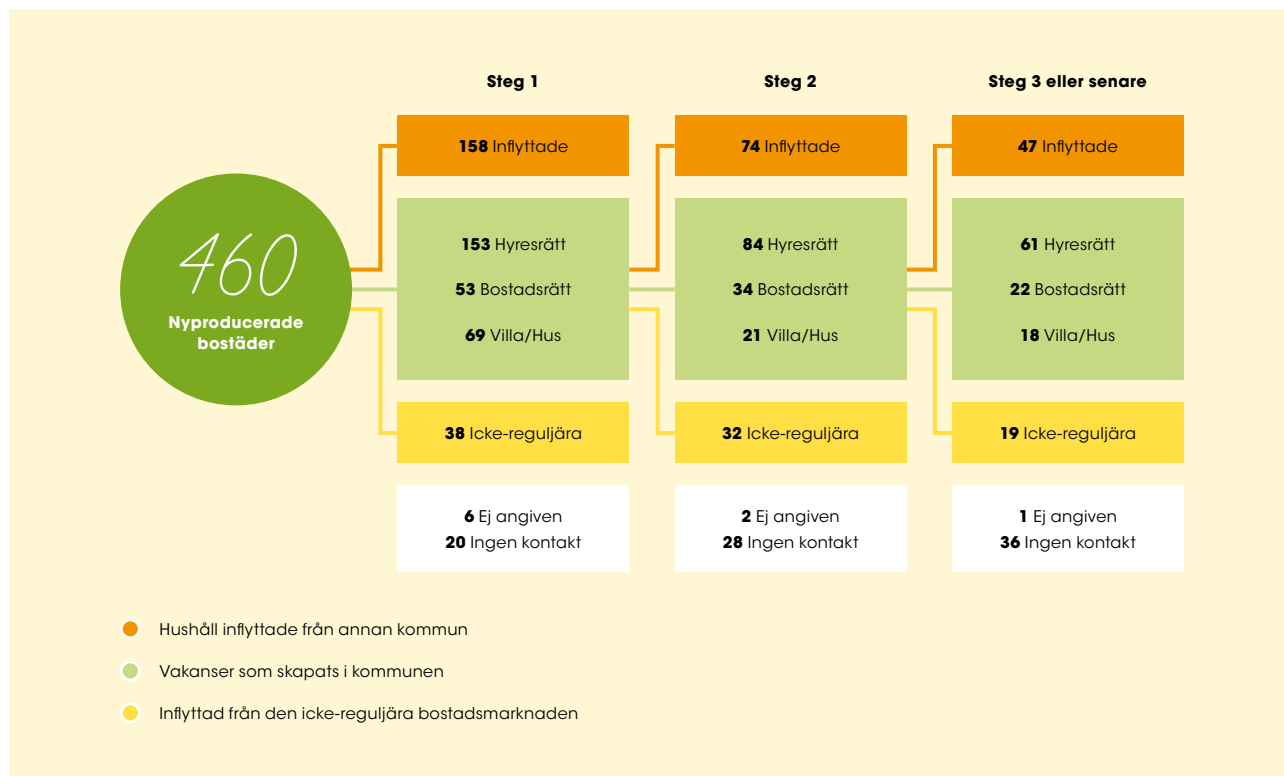 Steg 1
Steg 2
Steg 3 eller senare
460
Nyproducerade
bostäder
158 Inflyttade
153 Hyresrätt
53 Bostadsrätt
69 Villa/Hus
38 Icke-reguljära
6 Ej angiven
20 Ingen kontakt
74 Inflyttade
84 Hyresrätt
34 Bostadsrätt
21 Villa/Hus
32 Icke-reguljära
2 Ej angiven
28 Ingen kontakt
47 Inflyttade
61 Hyresrätt
22 Bostadsrätt
18 Villa/Hus
19 Icke-reguljära
1 Ej angiven
36 Ingen kontakt
Hushåll inflyttade från annan kommun
Vakanser som skapats i kommunen
Inflyttad från den icke-reguljära bostadsmarknaden